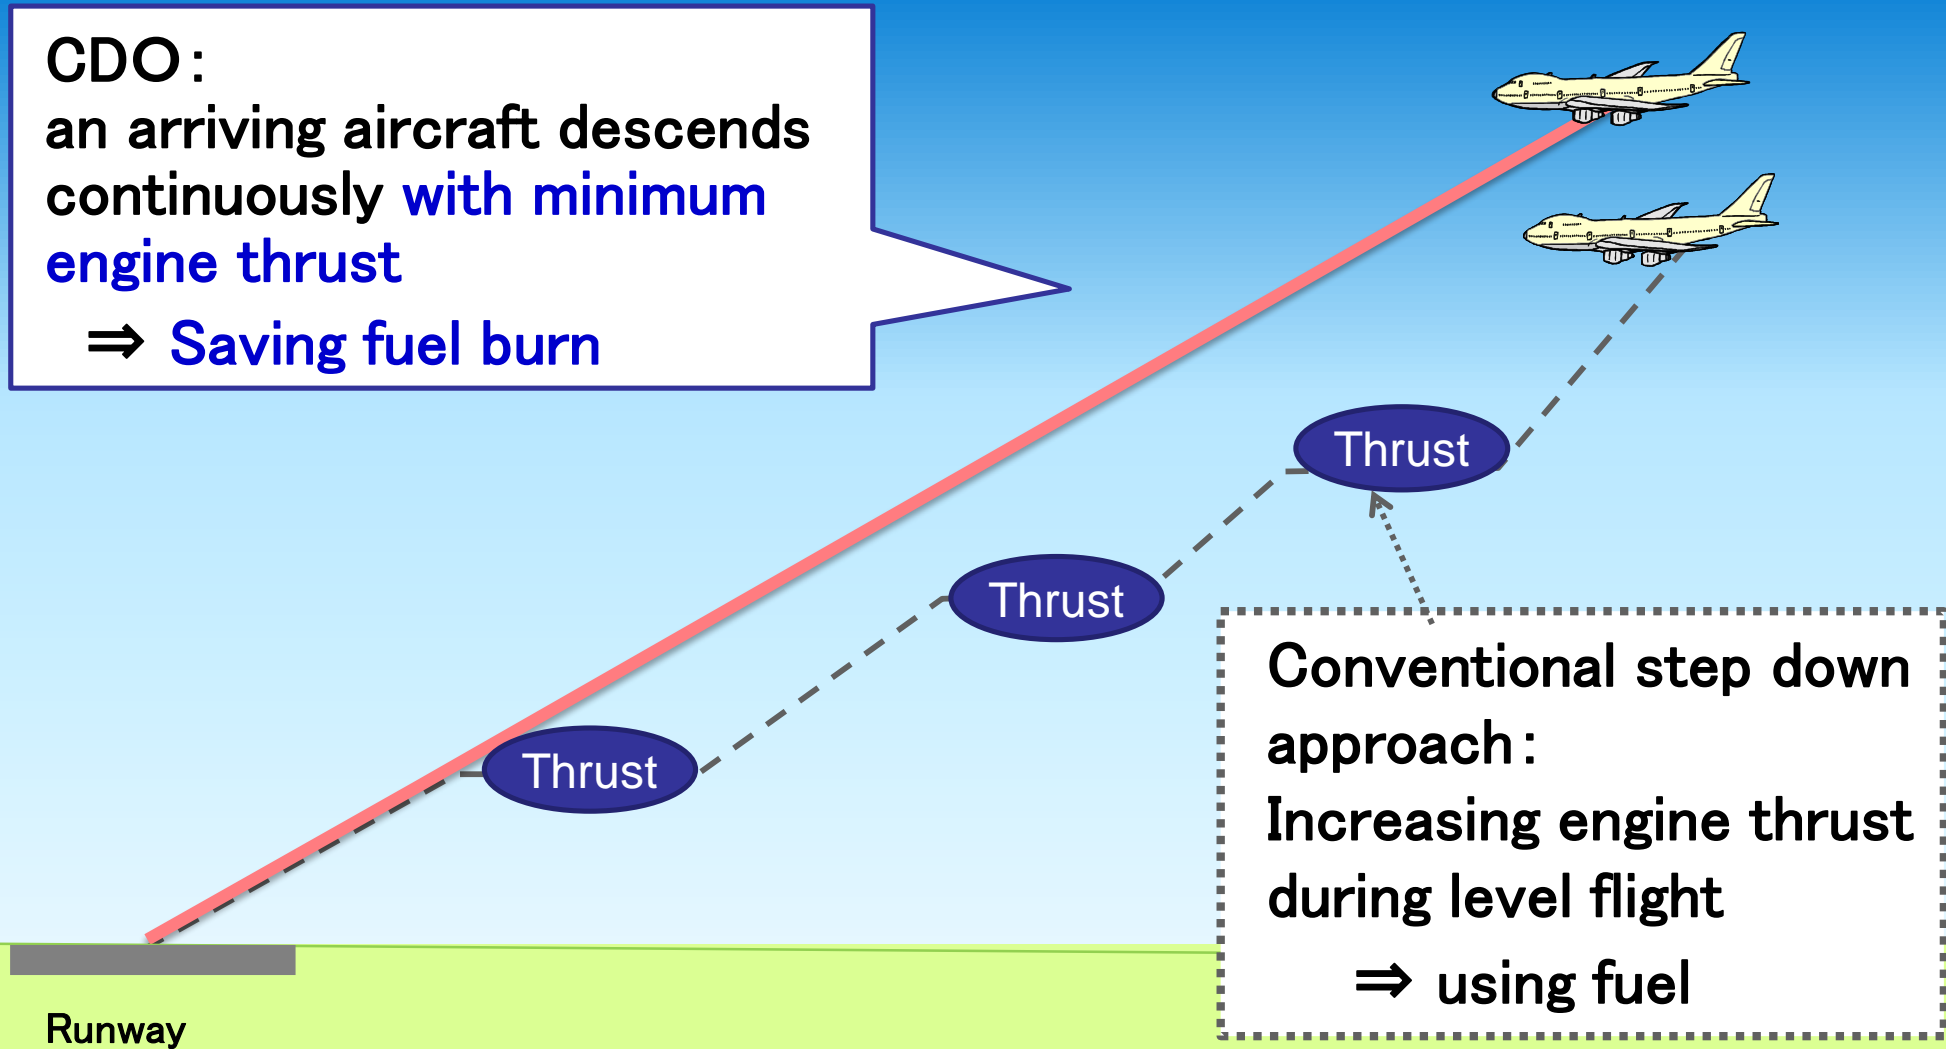 CDO:
an arriving aircraft descends
continuously with minimum
engine thrust
⇒ Saving fuel burn
Thrust
Thrust
Thrust
Conventional step down
approach:
Increasing engine thrust
during level flight
⇒ using fuel
Runway